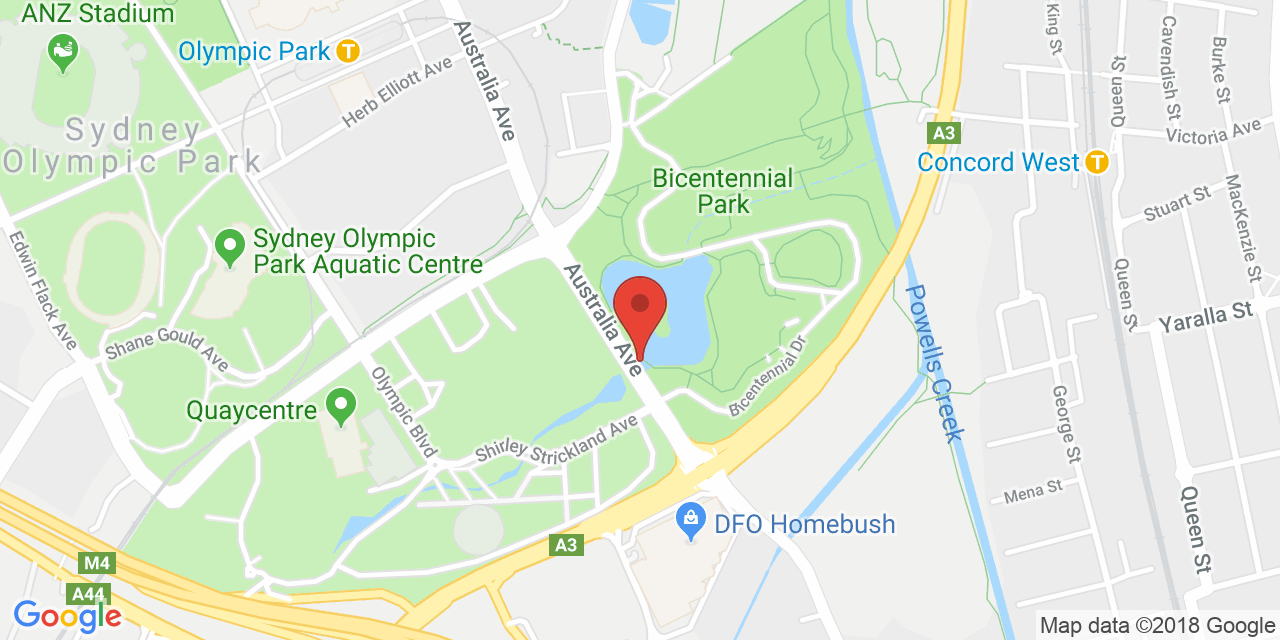 ANZ Stadium
Olympic Park
T
Herb Elliott Ave
Australia Ave
Sydney
Olympic Park
King St
Queen St
Cavendish St
Burke St
Victoria Ave
A3
Concord West
T
Bicentennial
Park
Stuart St
MacKenzie St
Edwin Flack Ave
Sydney Olympic
Park Aquatic Centre
Australia Ave
Queen St
Yaralla St
Powells Creek
Shane Gould Ave
Bicentennial Dr
Olympic Blvd
Quaycentre
Shirley Strickland Ave
George St
Mena St
Queen St
DFO Homebush
A3
M4
A44
Google
Map data ©2018 Google